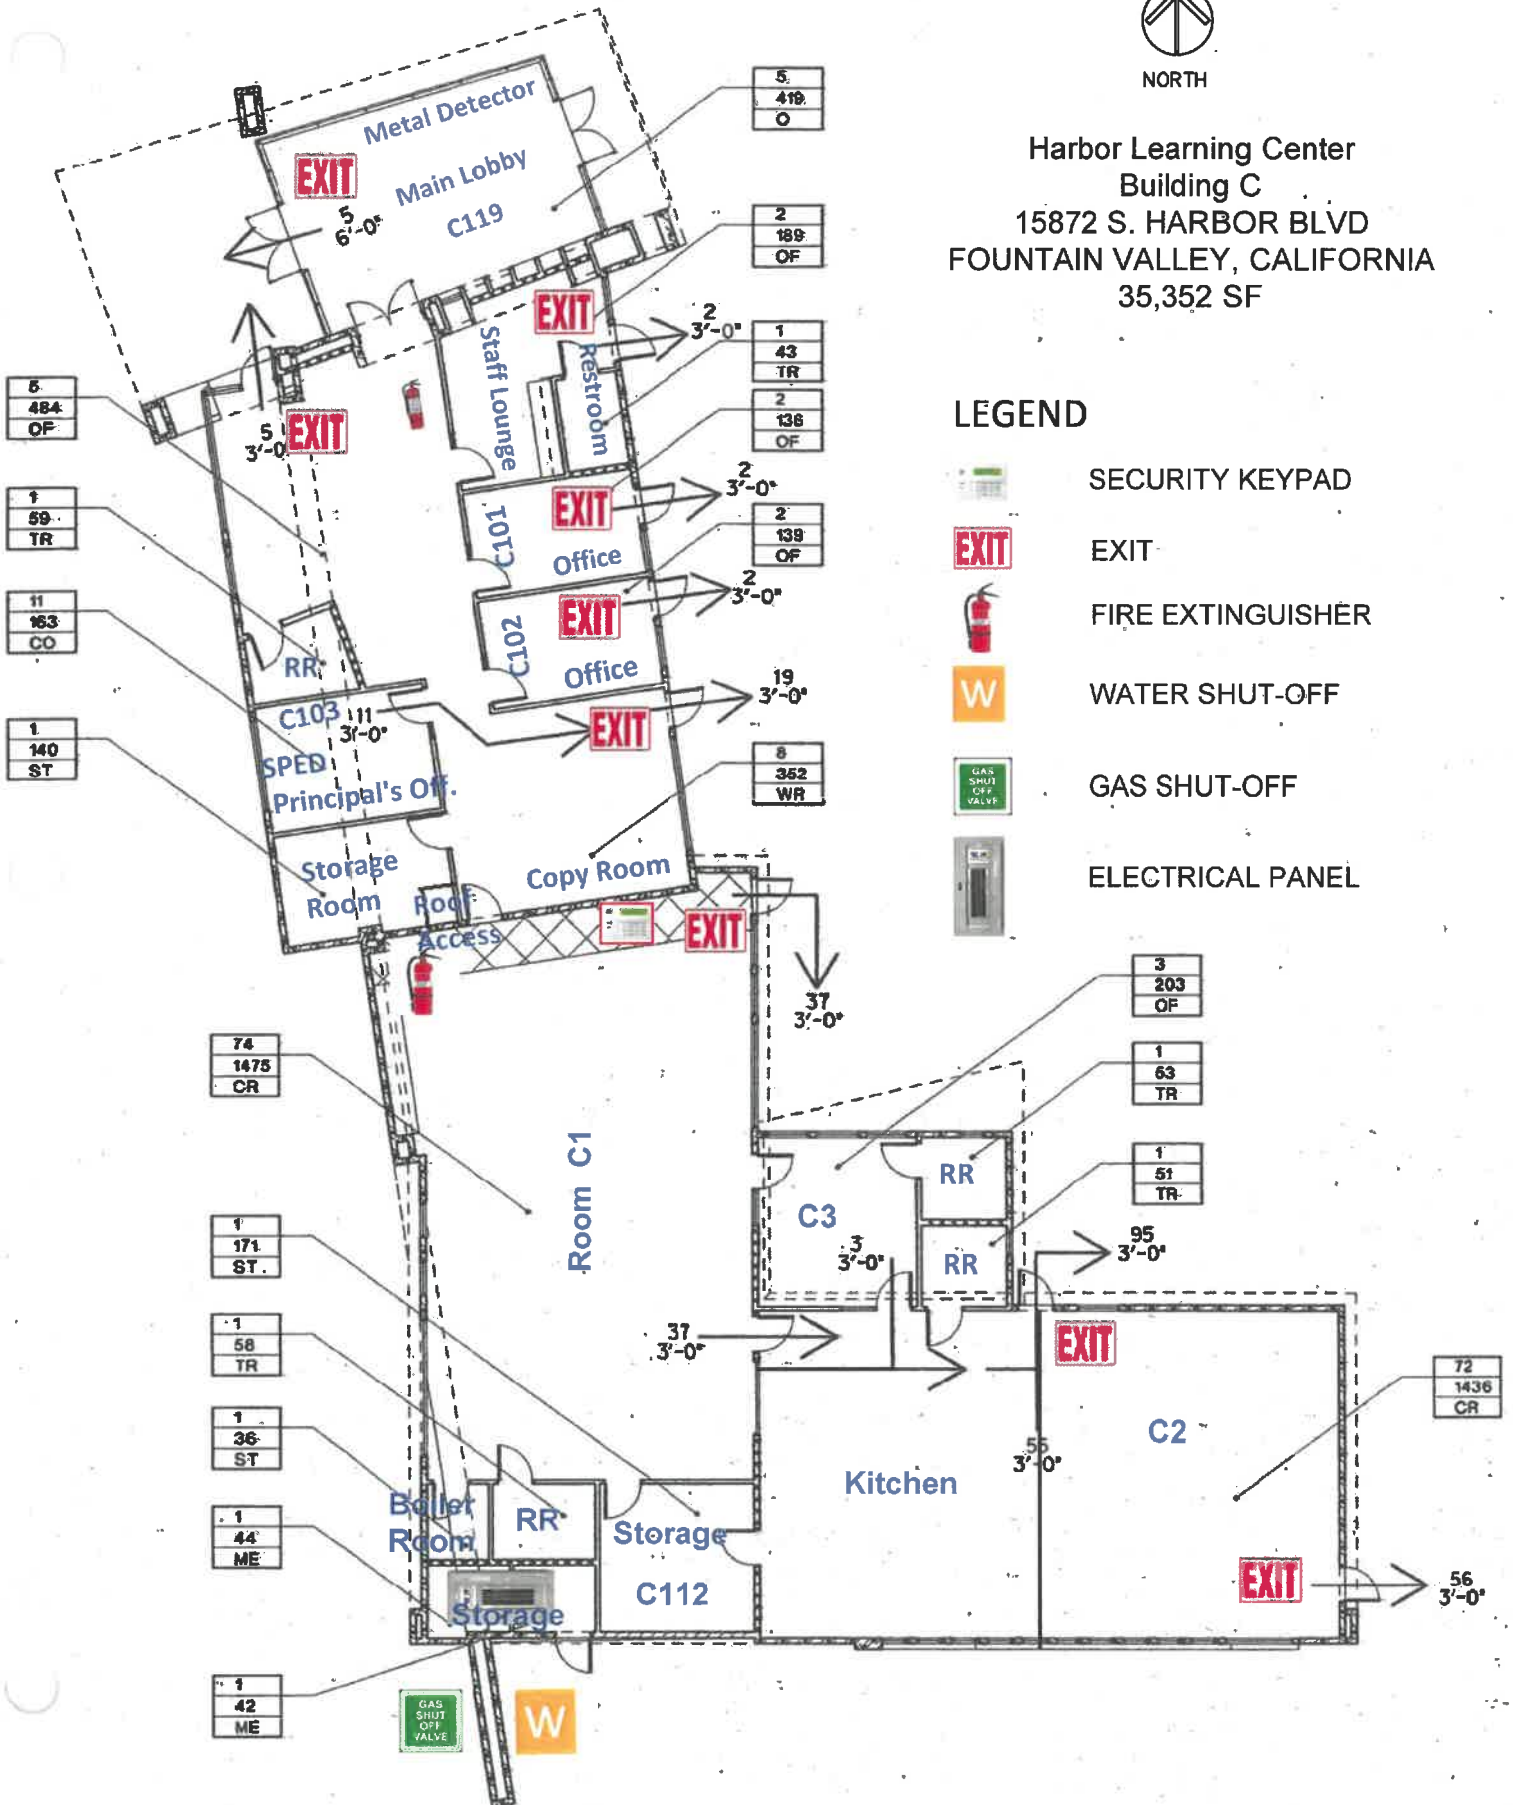 NORTH
Harbor Learning Center
Building C
15872 S. HARBOR BLVD
FOUNTAIN VALLEY, CALIFORNIA
35,352 SF
LEGEND
SECURITY KEYPAD
EXIT
EXIT
FIRE EXTINGUISHER
W
WATER SHUT-OFF
GAS
SHUT
OFF
VALVE
GAS SHUT-OFF
ELECTRICAL PANEL
Metal Detector
Main Lobby
C119
EXIT
5
6'-0"
5
419
O
2
189
OF
1
43
TR
2
136
OF
2
139
OF
8
352
WR
5
484
OF
1
59
TR
11
163
CO
1
140
ST
EXIT
5
3'-0
Staff Lounge
EXIT
Restroom
2
3'-0"
C101
EXIT
Office
2
3'-0"
C102
EXIT
Office
2
3'-0"
RR
C103
11
3'-0"
SPED
Principal's Off.
EXIT
19
3'-0"
Storage
Room
Roof
Access
Copy Room
EXIT
37
3'-0"
74
1475
CR
1
171
ST
1
58
TR
1
36
ST
1
44
ME
1
42
ME
Room C1
3
203
OF
1
53
TR
1
51
TR
C3
3
3'-0"
RR
RR
95
3'-0"
37
3'-0"
EXIT
C2
72
1436
CR
55
3'-0"
Kitchen
EXIT
56
3'-0"
Boiler
Room
RR
Storage
C112
Storage
GAS
SHUT
OFF
VALVE
W